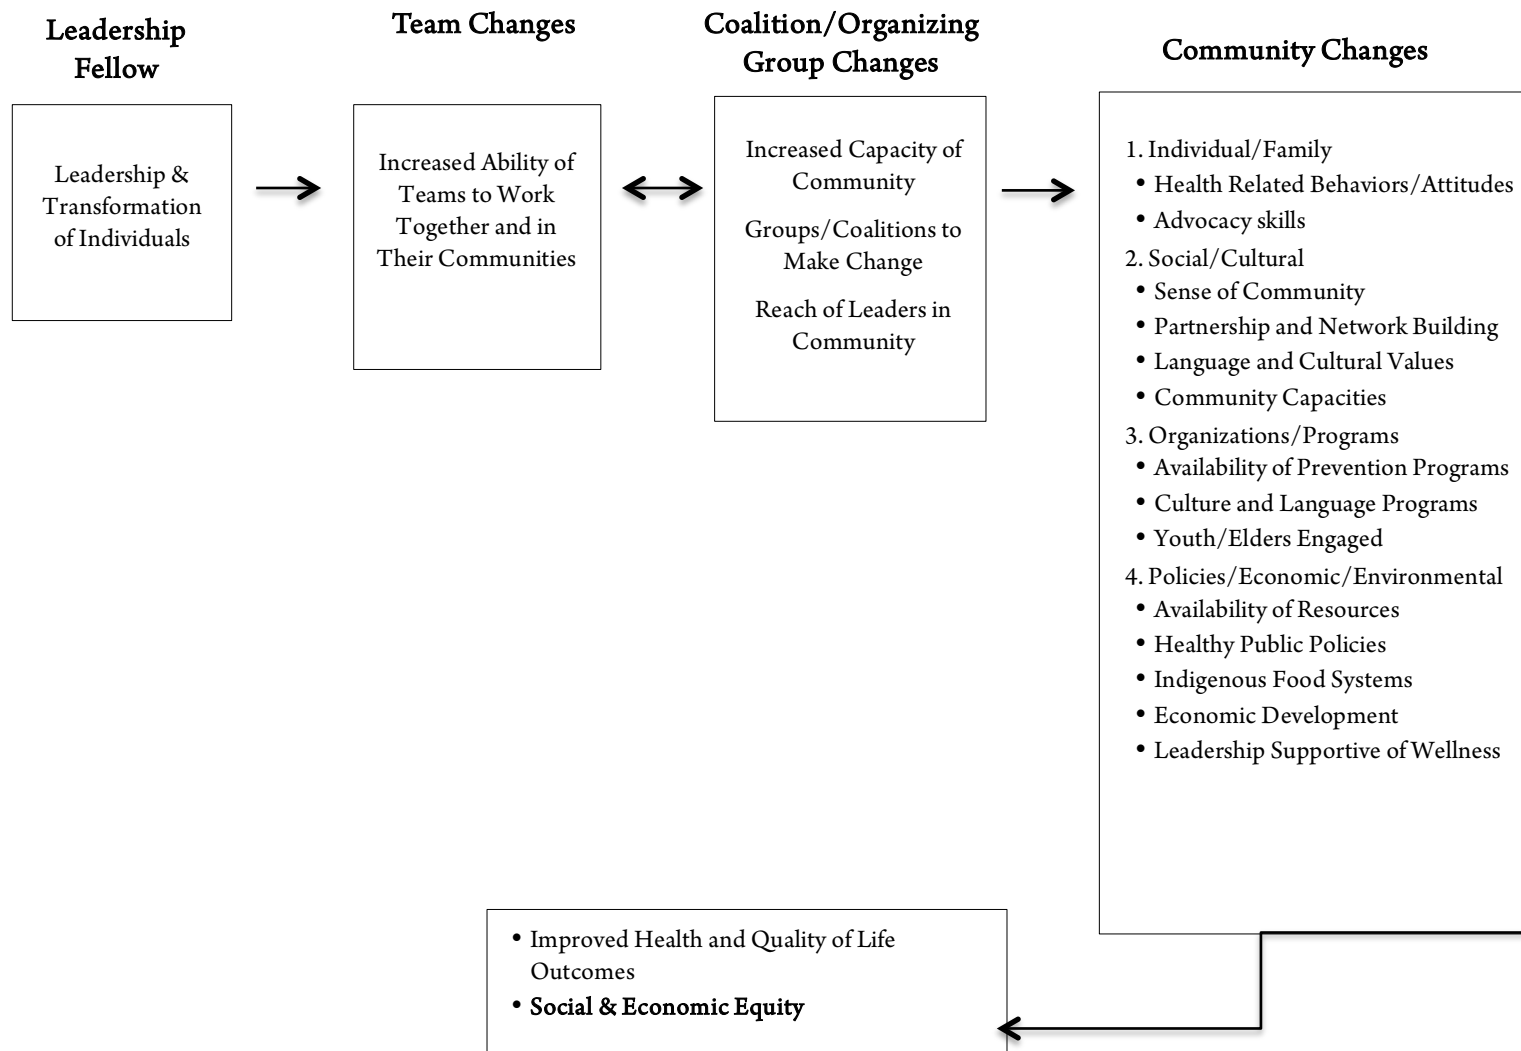 Leadership
Fellow
Leadership &
Transformation
of Individuals
Team Changes
Increased Ability of
Teams to Work
Together and in
Their Communities
Coalition/Organizing
Group Changes
Increased Capacity of
Community
Groups/Coalitions to
Make Change
Reach of Leaders in
Community
Community Changes
1. Individual/Family
• Health Related Behaviors/Attitudes
• Advocacy skills
2. Social/Cultural
• Sense of Community
• Partnership and Network Building
• Language and Cultural Values
• Community Capacities
3. Organizations/Programs
• Availability of Prevention Programs
• Culture and Language Programs
• Youth/Elders Engaged
4. Policies/Economic/Environmental
• Availability of Resources
• Healthy Public Policies
• Indigenous Food Systems
• Economic Development
• Leadership Supportive of Wellness
• Improved Health and Quality of Life
Outcomes
• Social & Economic Equity